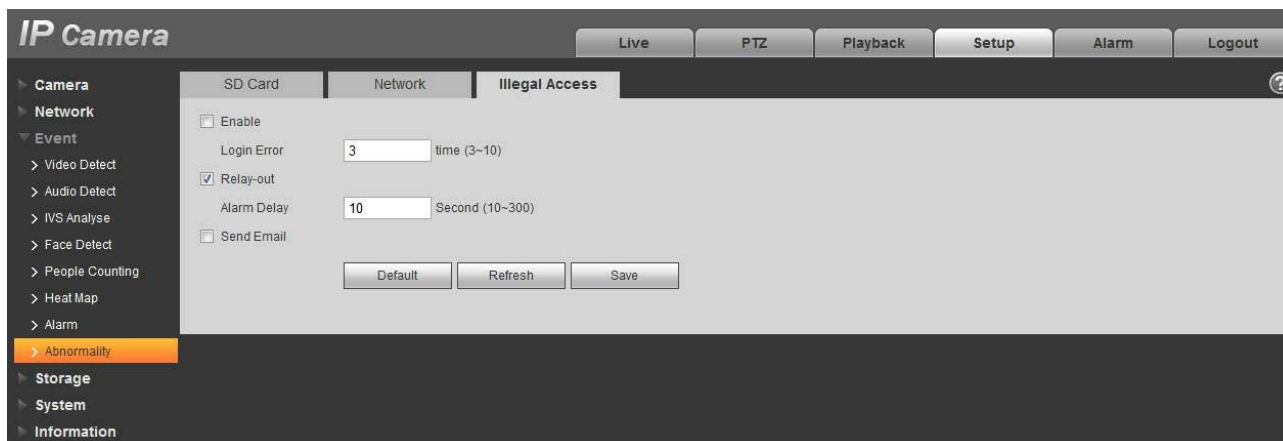 IP Camera
Live PTZ Playback Setup Alarm Logout
Camera
Network
Event
> Video Detect
> Audio Detect
> IVS Analyse
> Face Detect
> People Counting
> Heat Map
> Alarm
> Abnormality
Storage
System
Information
SD Card Network Illegal Access
?
Enable
Login Error 3 time (3~10)
Relay-out
Alarm Delay 10 Second (10~300)
Send Email
Default Refresh Save